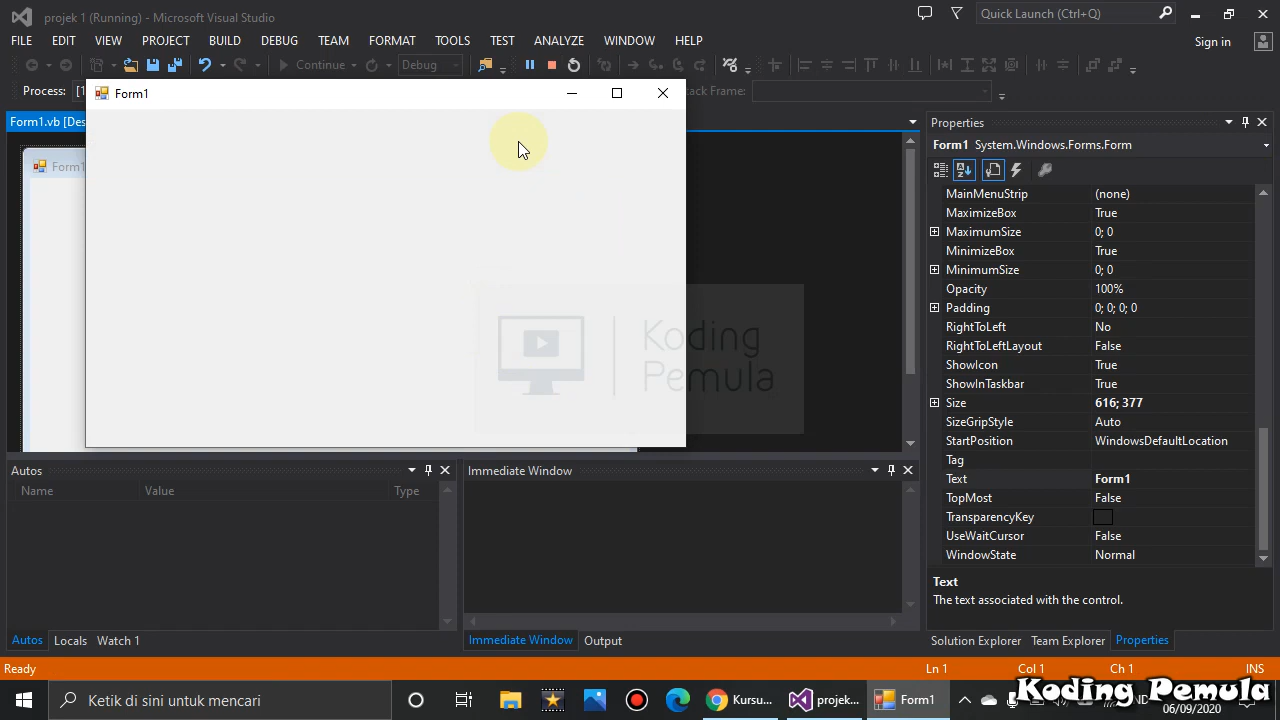 projek 1 (Running) - Microsoft Visual Studio
Quick Launch (Ctrl+Q)
FILE EDIT VIEW PROJECT BUILD DEBUG TEAM FORMAT TOOLS TEST ANALYZE WINDOW HELP
Sign in
Continue Debug
Process: [1 tack Frame:
Form1
Form1.vb [Des
Form1
Properties
Form1 System.Windows.Forms.Form
MainMenuStrip (none)
MaximizeBox True
MaximumSize 0; 0
MinimizeBox True
MinimumSize 0; 0
Opacity 100%
Padding 0; 0; 0; 0
RightToLeft No
RightToLeftLayout False
ShowIcon True
ShowInTaskbar True
Size 616; 377
SizeGripStyle Auto
StartPosition WindowsDefaultLocation
Tag
Text Form1
TopMost False
TransparencyKey
UseWaitCursor False
WindowState Normal
Text
The text associated with the control.
Koding
Pemula
Autos
Name Value Type
Immediate Window
Autos Locals Watch 1
Immediate Window Output
Solution Explorer Team Explorer Properties
Ready Ln 1 Col 1 Ch 1 INS
Ketik di sini untuk mencari
Kursu...
projek...
Form1
Koding Pemula
06/09/2020